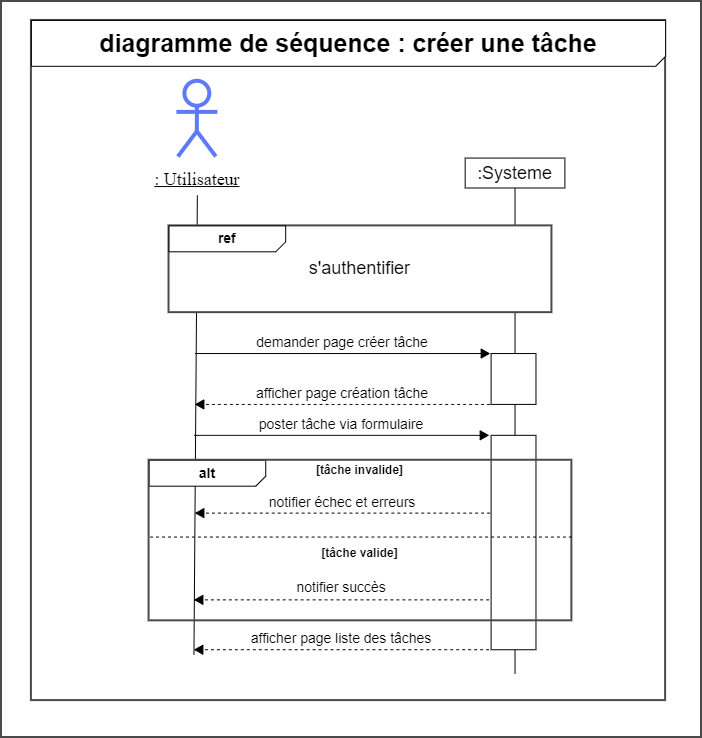 diagramme de séquence : créer une tâche
: Utilisateur
:Systeme
ref
s'authentifier
demander page créer tâche
afficher page création tâche
poster tâche via formulaire
alt
[tâche invalide]
notifier échec et erreurs
[tâche valide]
notifier succès
afficher page liste des tâches